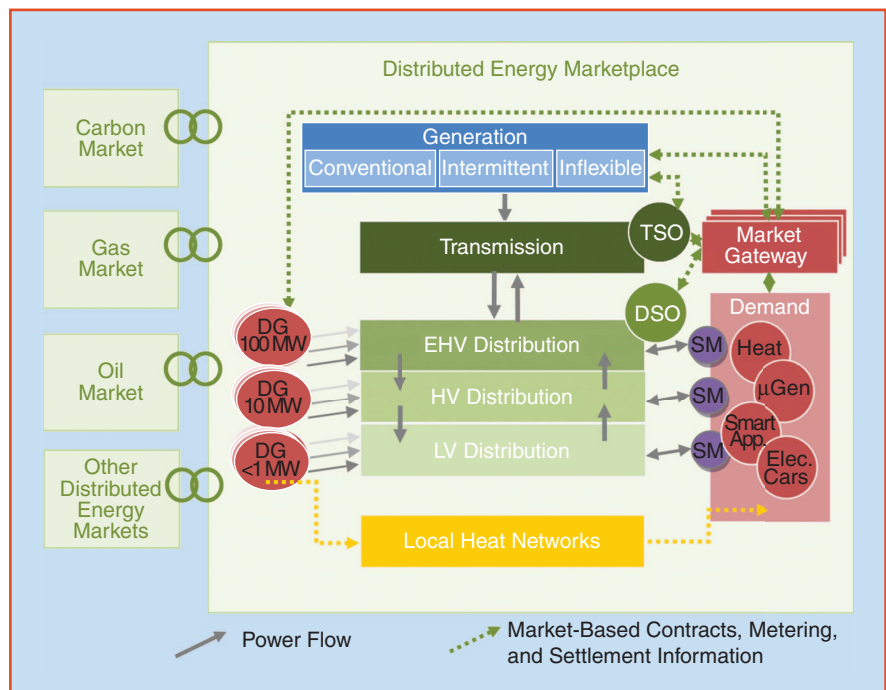 Distributed Energy Marketplace
Carbon
Market
Gas
Market
Oil
Market
Other
Distributed
Energy
Markets
Generation
Conventional
Intermittent
Inflexible
Transmission
TSO
Market
Gateway
DSO
Demand
DG
100 MW
EHV Distribution
SM
Heat
DG
10 MW
HV Distribution
SM
µGen
DG
<1 MW
LV Distribution
SM
Smart
App.
Elec.
Cars
Local Heat Networks
Power Flow
Market-Based Contracts, Metering,
and Settlement Information